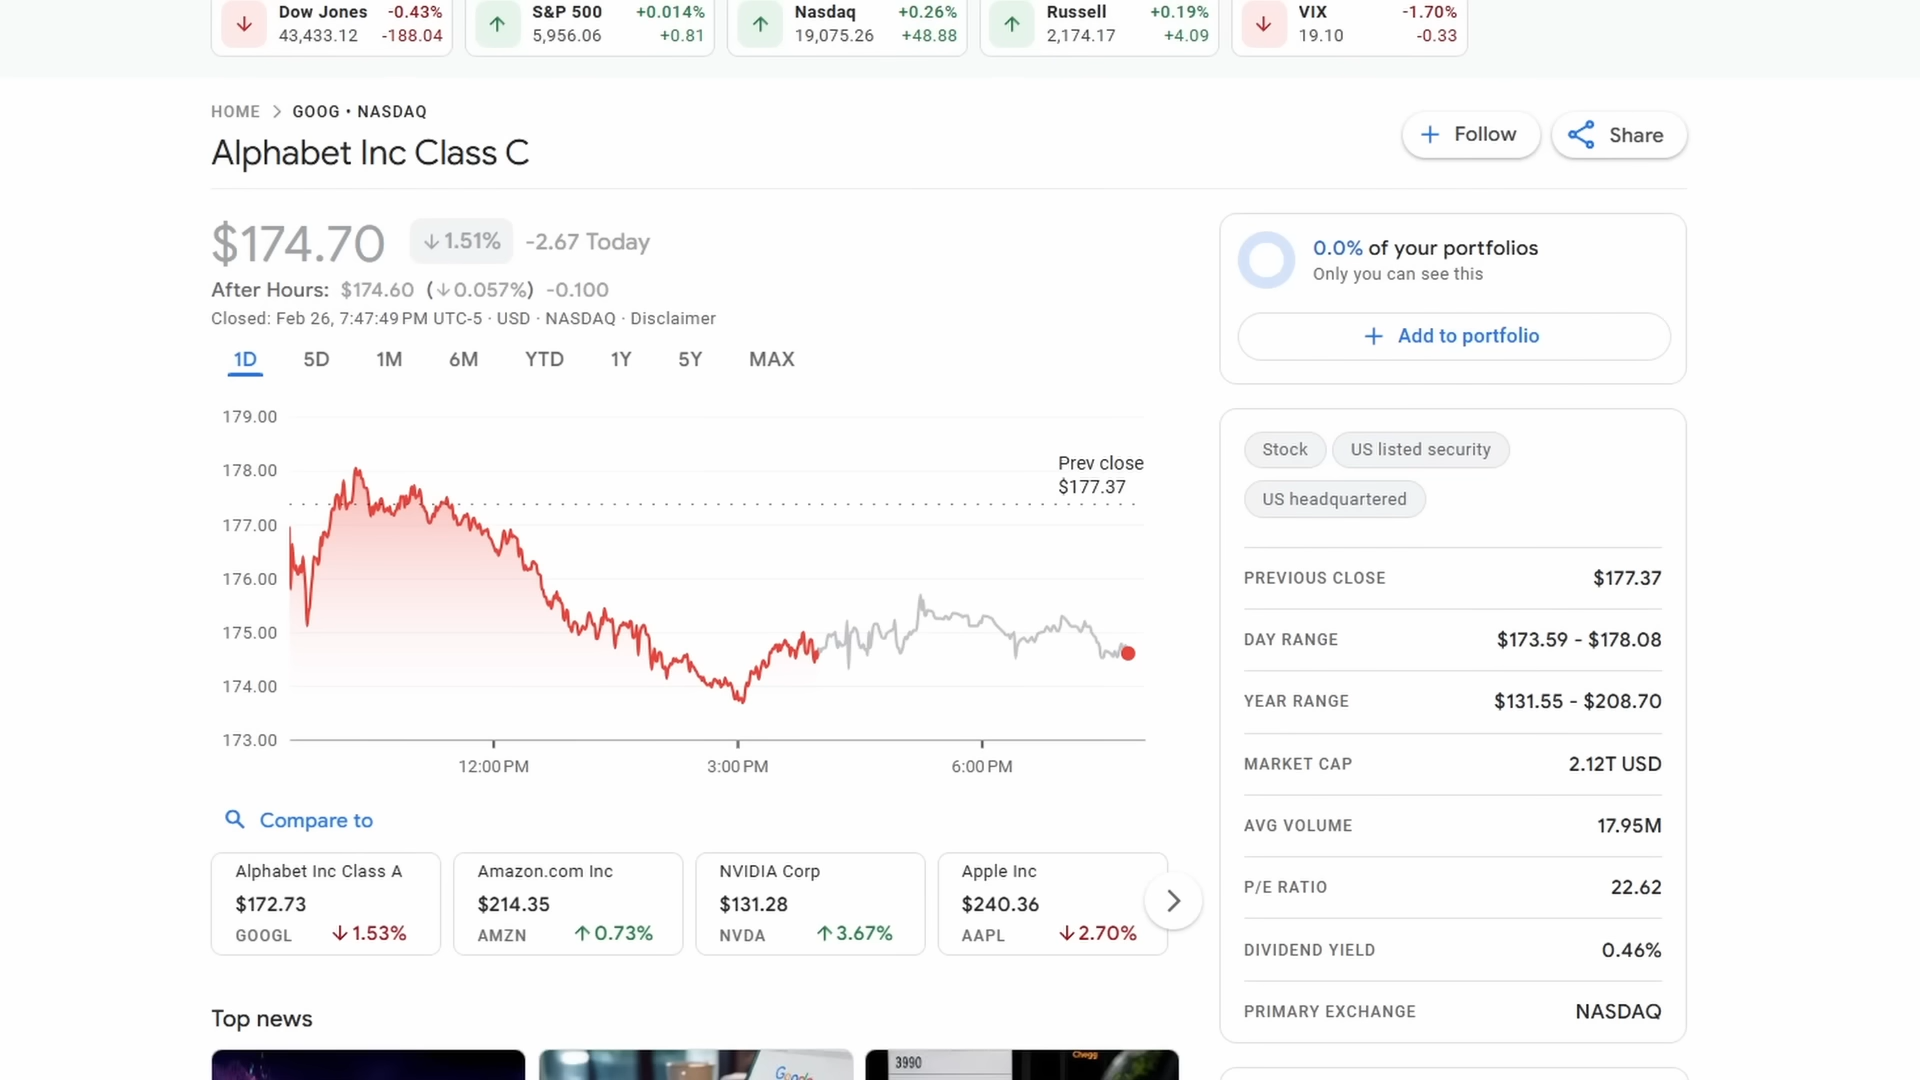 Dow Jones -0.43%
43,433.12 -188.04
S&P 500 +0.014%
5,956.06 +0.81
Nasdaq +0.26%
19,075.26 +48.88
Russell +0.19%
2,174.17 +4.09
VIX -1.70%
19.10 -0.33
HOME > GOOG • NASDAQ
Alphabet Inc Class C
+ Follow
Share
$174.70 ↓1.51% -2.67 Today
After Hours: $174.60 (↓0.057%) -0.100
Closed: Feb 26, 7:47:49 PM UTC-5 · USD · NASDAQ · Disclaimer
1D 5D 1M 6M YTD 1Y 5Y MAX
179.00
178.00
177.00
176.00
175.00
174.00
173.00
Prev close
$177.37
12:00 PM 3:00 PM 6:00 PM
Compare to
Alphabet Inc Class A
$172.73
GOOGL ↓1.53%
Amazon.com Inc
$214.35
AMZN ↑0.73%
NVIDIA Corp
$131.28
NVDA ↑3.67%
Apple Inc
$240.36
AAPL ↓2.70%
Top news
Google
3990
Chegg
0.0% of your portfolios
Only you can see this
+ Add to portfolio
Stock
US listed security
US headquartered
PREVIOUS CLOSE $177.37
DAY RANGE $173.59 - $178.08
YEAR RANGE $131.55 - $208.70
MARKET CAP 2.12T USD
AVG VOLUME 17.95M
P/E RATIO 22.62
DIVIDEND YIELD 0.46%
PRIMARY EXCHANGE NASDAQ